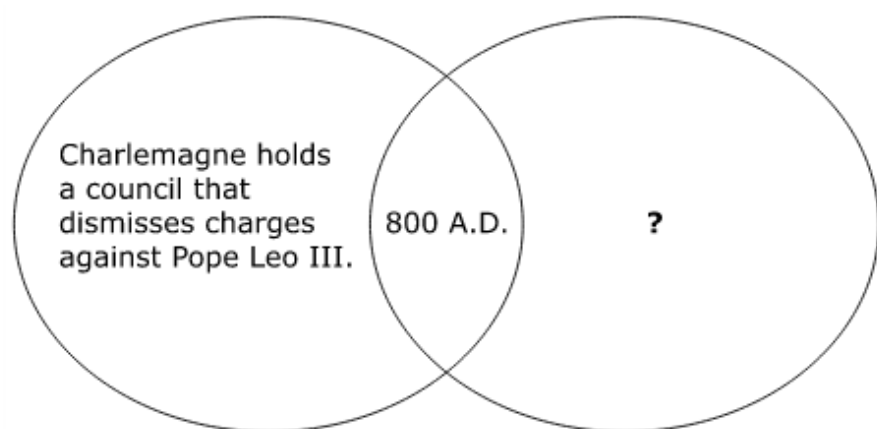 Charlemagne holds
a council that
dismisses charges
against Pope Leo III.
800 A.D.
?